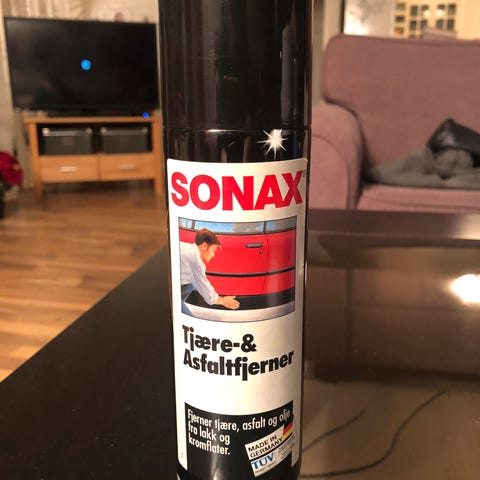 SONAX
Tjære-&
Asfaltfjerner
Fjerner tjære, asfalt og olje
fra lakk og
kromflater.
MADE IN
GERMANY
TÜV